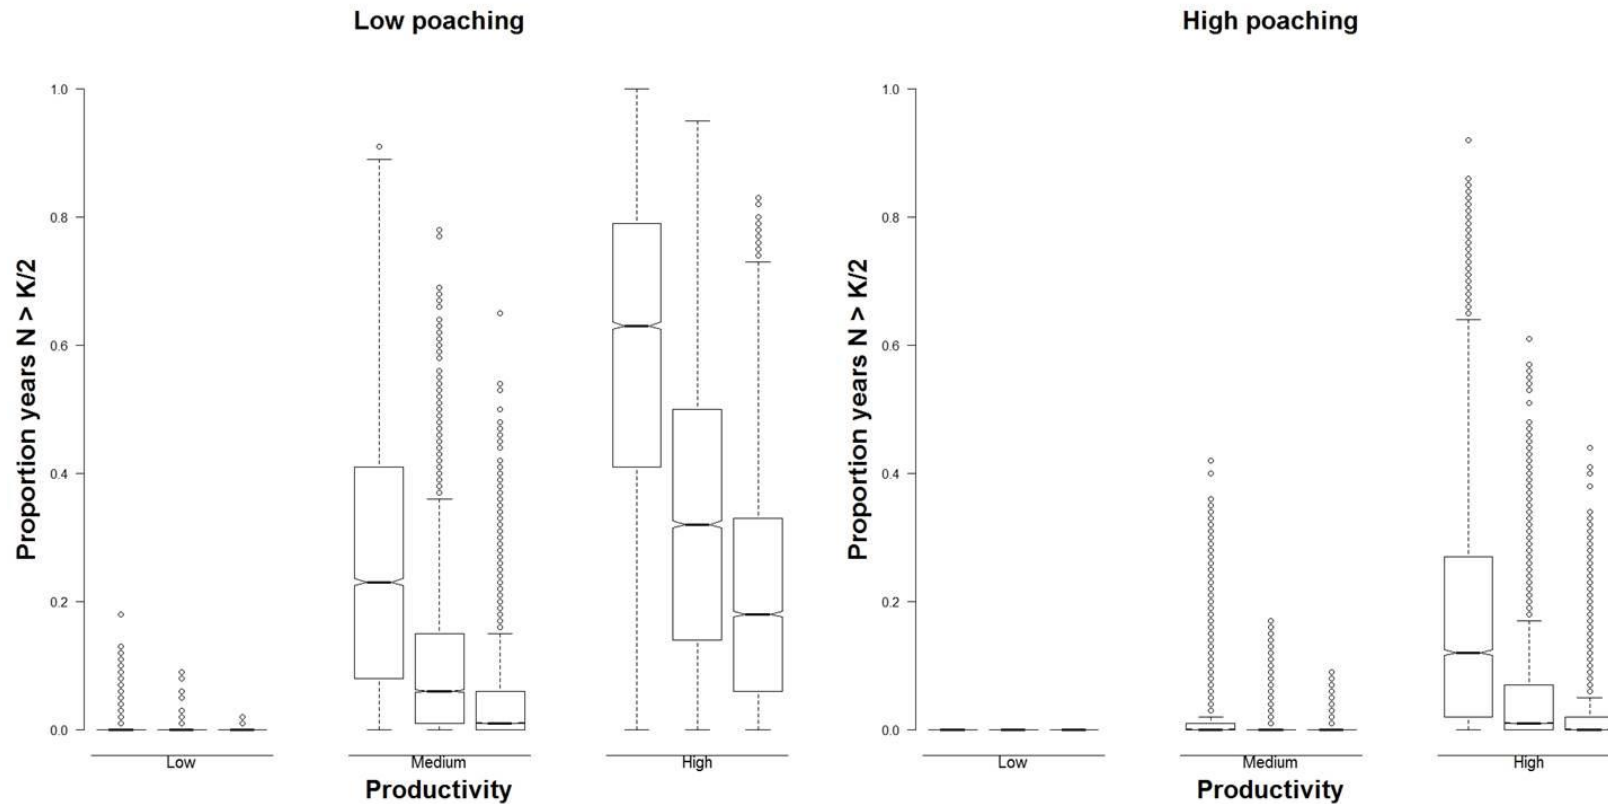 Low poaching
Proportion years N > K/2
1.0
0.8
0.6
0.4
0.2
0.0
Low
Medium
High
Productivity
High poaching
Proportion years N > K/2
1.0
0.8
0.6
0.4
0.2
0.0
Low
Medium
High
Productivity